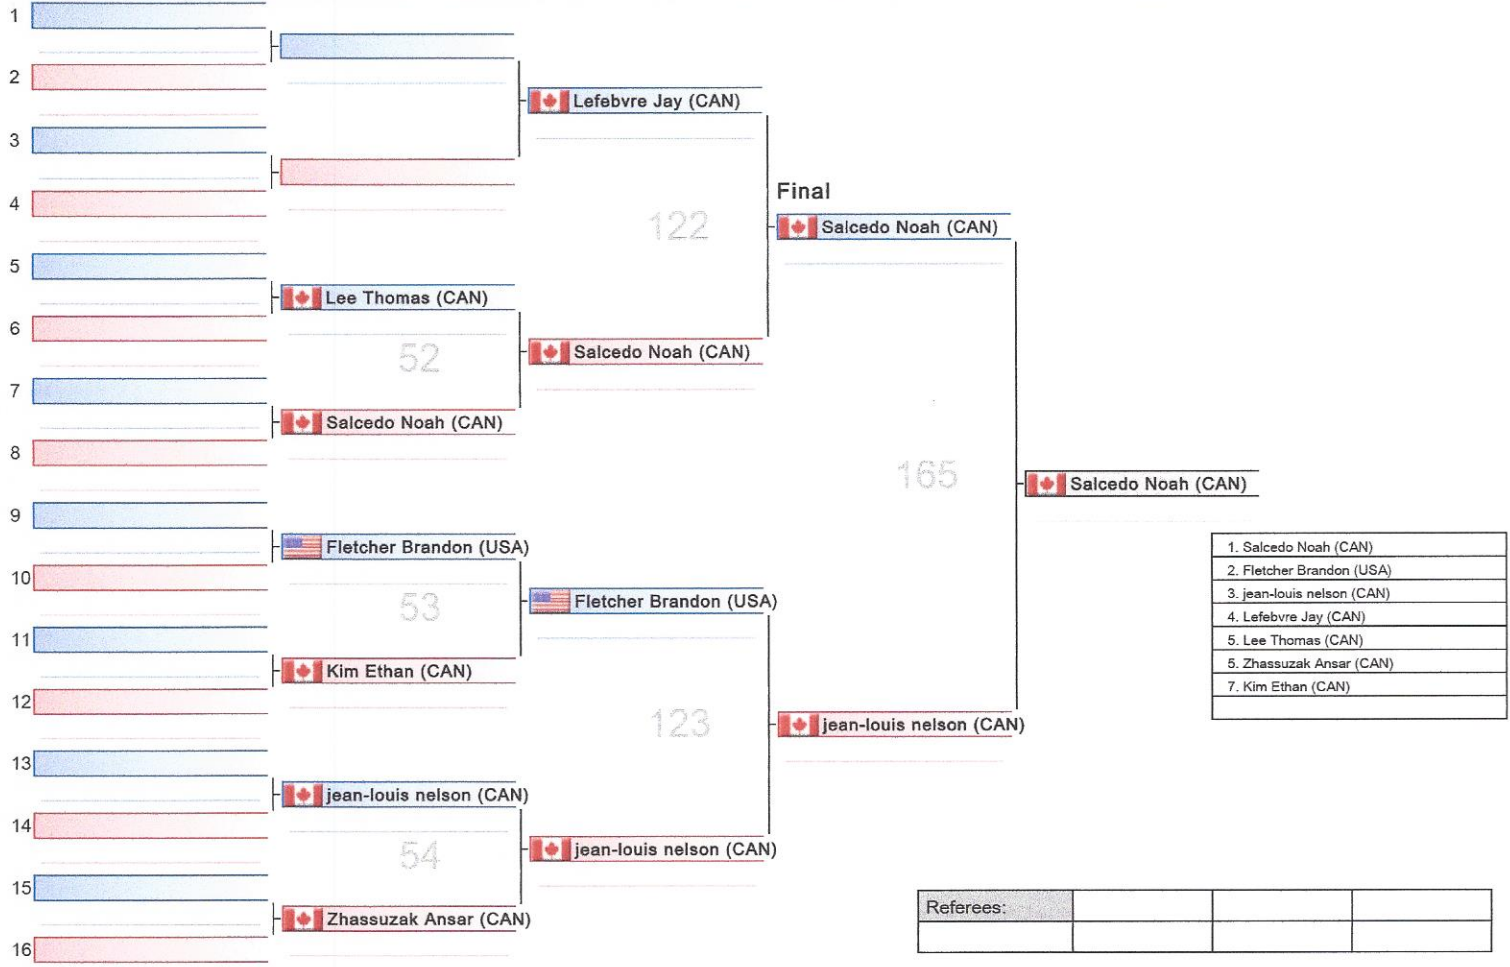 1
2
3
4
5
6
7
8
9
10
11
12
13
14
15
16
Lee Thomas (CAN)
52
Salcedo Noah (CAN)
Fletcher Brandon (USA)
53
Kim Ethan (CAN)
jean-louis nelson (CAN)
54
Zhassuzak Ansar (CAN)
Lefebvre Jay (CAN)
122
Salcedo Noah (CAN)
Fletcher Brandon (USA)
123
jean-louis nelson (CAN)
Final
Salcedo Noah (CAN)
165
jean-louis nelson (CAN)
Salcedo Noah (CAN)
1. Salcedo Noah (CAN)
2. Fletcher Brandon (USA)
3. jean-louis nelson (CAN)
4. Lefebvre Jay (CAN)
5. Lee Thomas (CAN)
5. Zhassuzak Ansar (CAN)
7. Kim Ethan (CAN)
Referees: